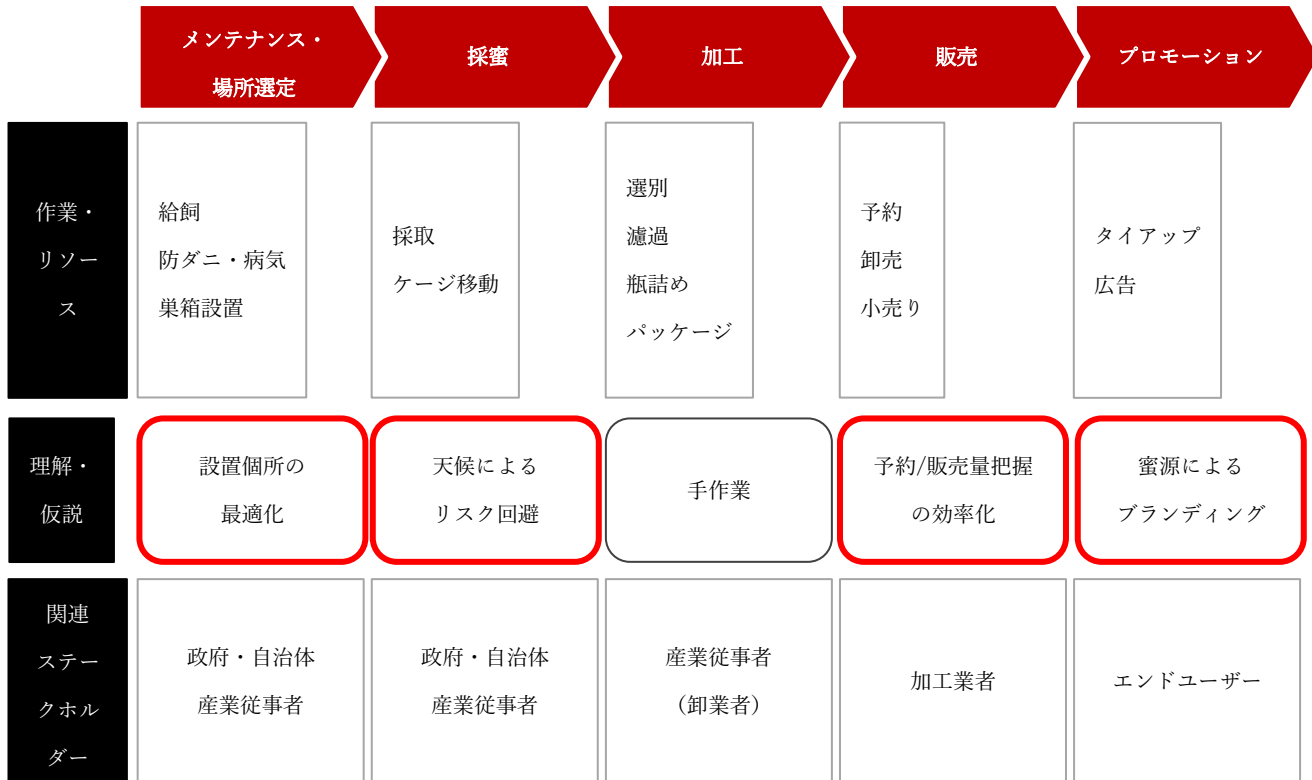 メンテナンス・
場所選定
採蜜
加工
販売
プロモーション
作業・
リソー
ス
給餌
防ダニ・病気
巣箱設置
採取
ケージ移動
選別
濾過
瓶詰め
パッケージ
予約
卸売
小売り
タイアップ
広告
理解・
仮説
設置個所の
最適化
天候による
リスク回避
手作業
予約/販売量把握
の効率化
蜜源による
ブランディング
関連
ステー
クホル
ダー
政府・自治体
産業従事者
政府・自治体
産業従事者
産業従事者
（卸業者）
加工業者
エンドユーザー